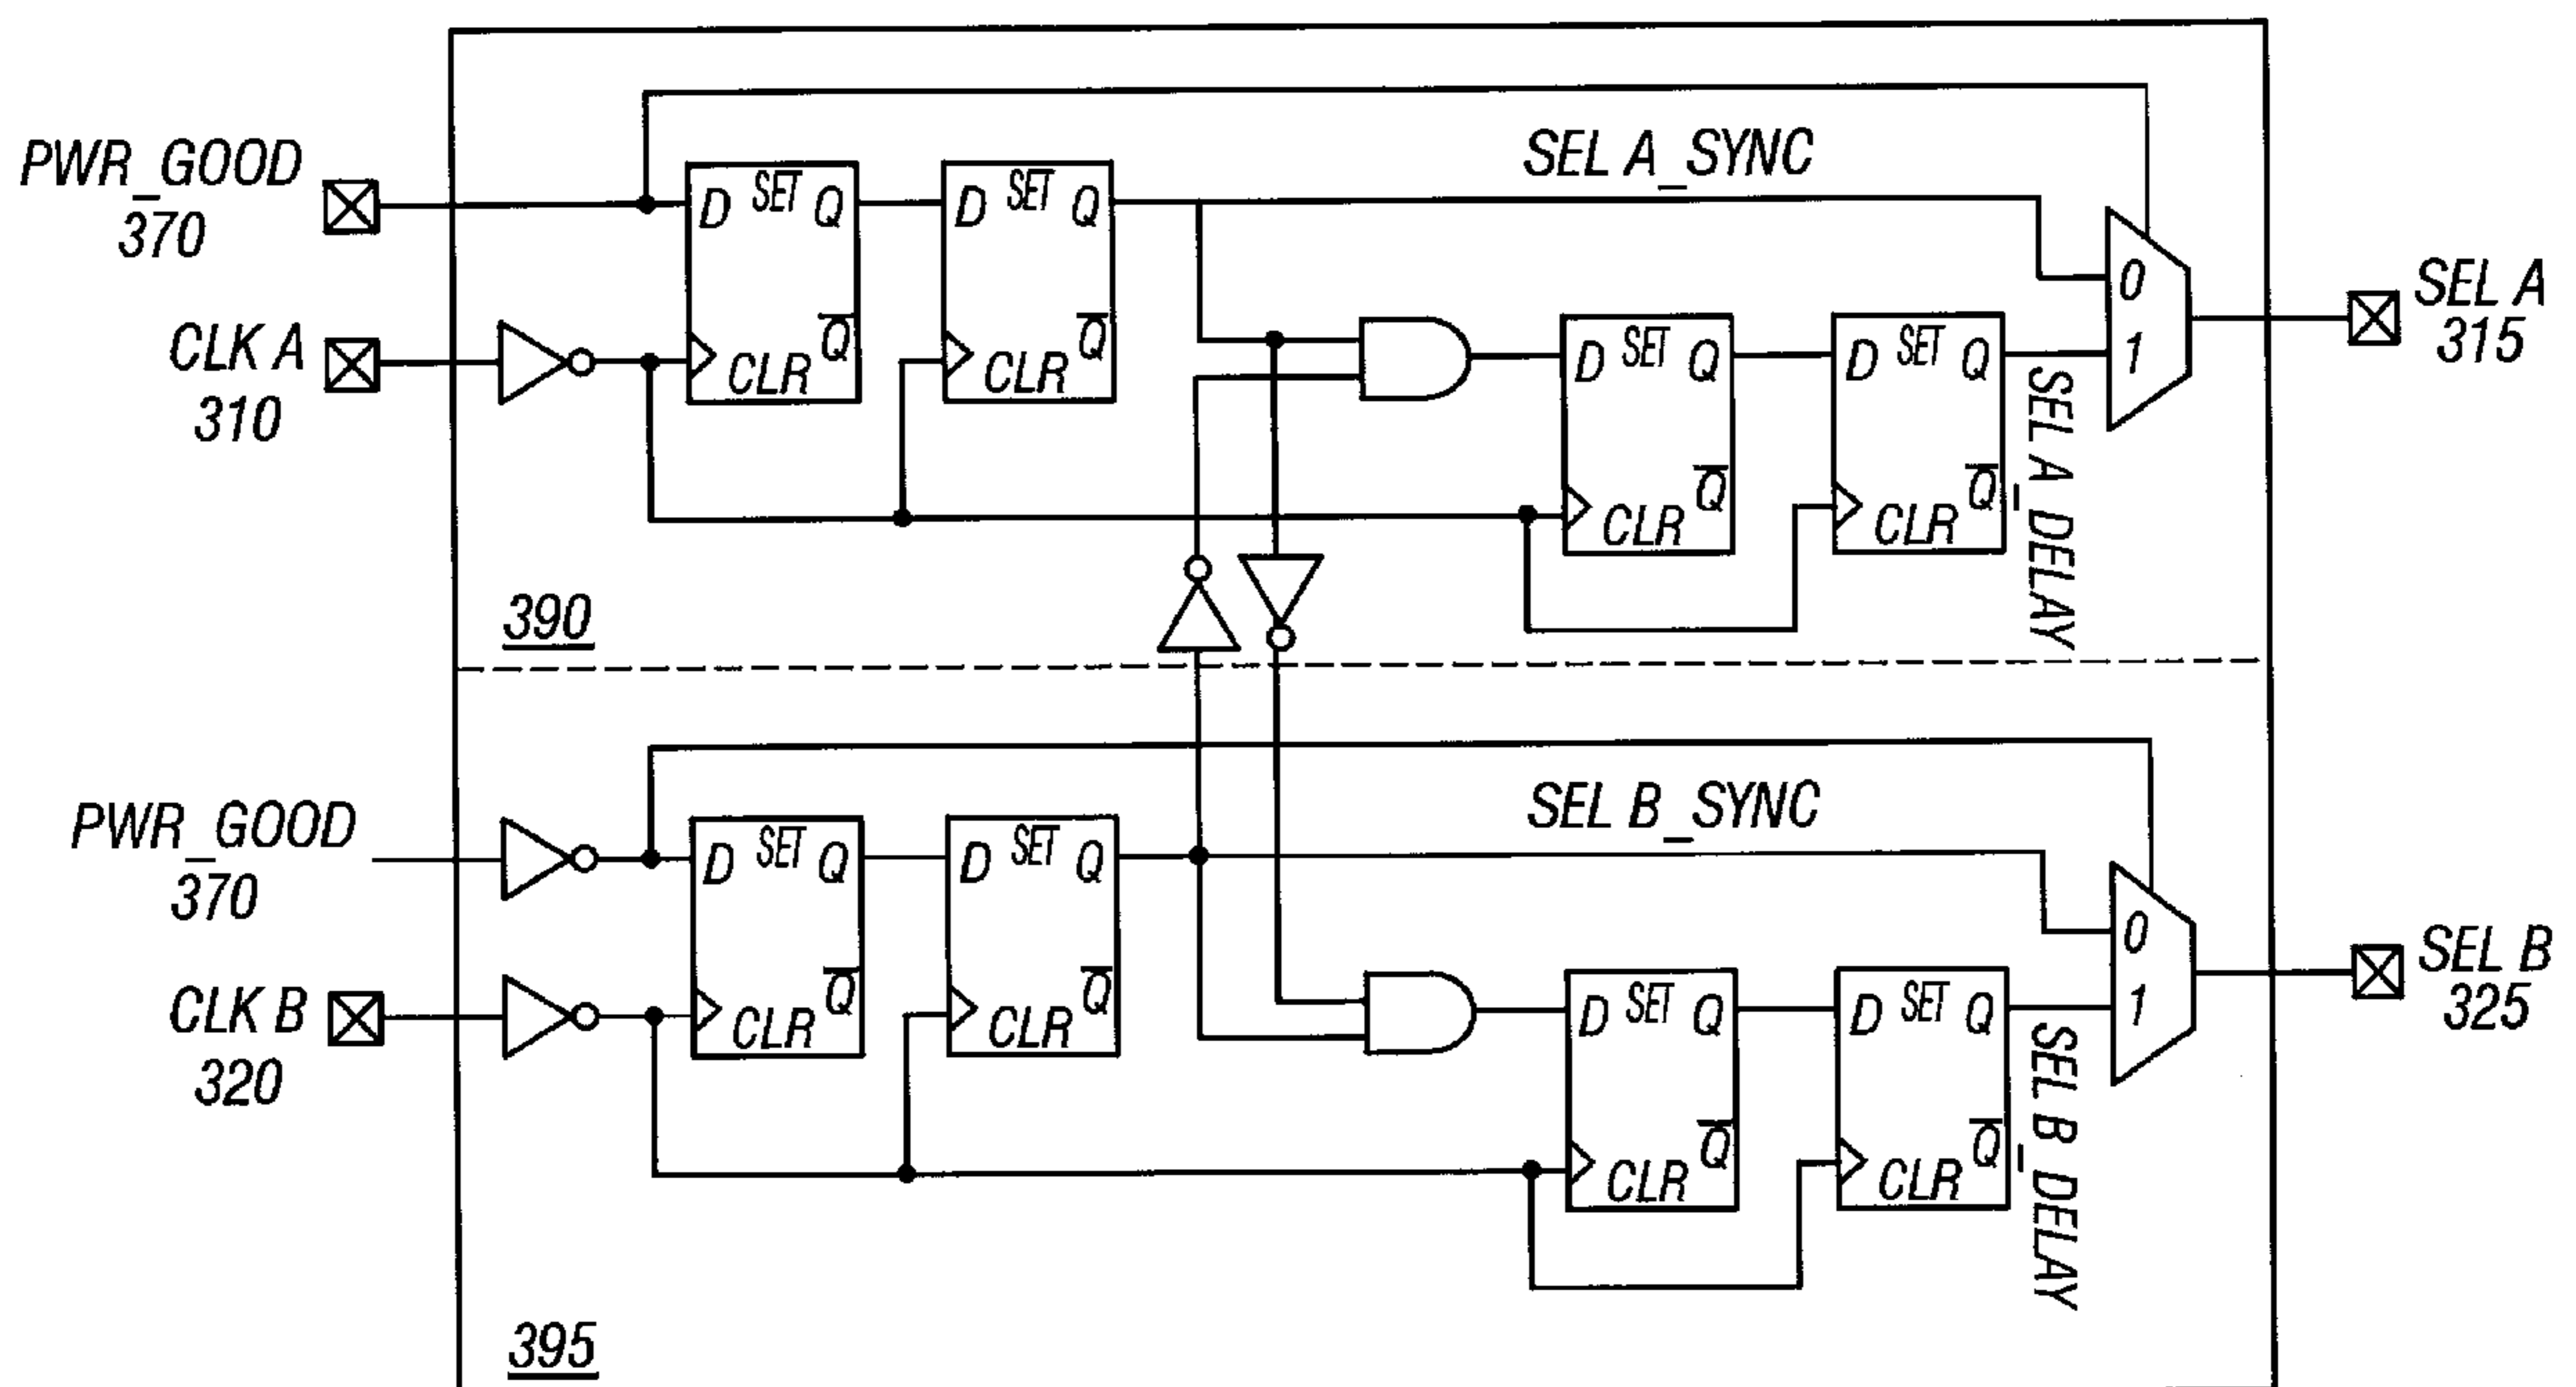 PWR_GOOD
370
CLK A
310
D SET Q
CLR Q̅
D SET Q
CLR Q̅
SEL A_SYNC
D SET Q
CLR Q̅
D SET Q
CLR Q̅
SEL A_DELAY
0
1
SEL A
315
390
PWR_GOOD
370
CLK B
320
D SET Q
CLR Q̅
D SET Q
CLR Q̅
SEL B_SYNC
D SET Q
CLR Q̅
D SET Q
CLR Q̅
SEL B_DELAY
0
1
SEL B
325
395